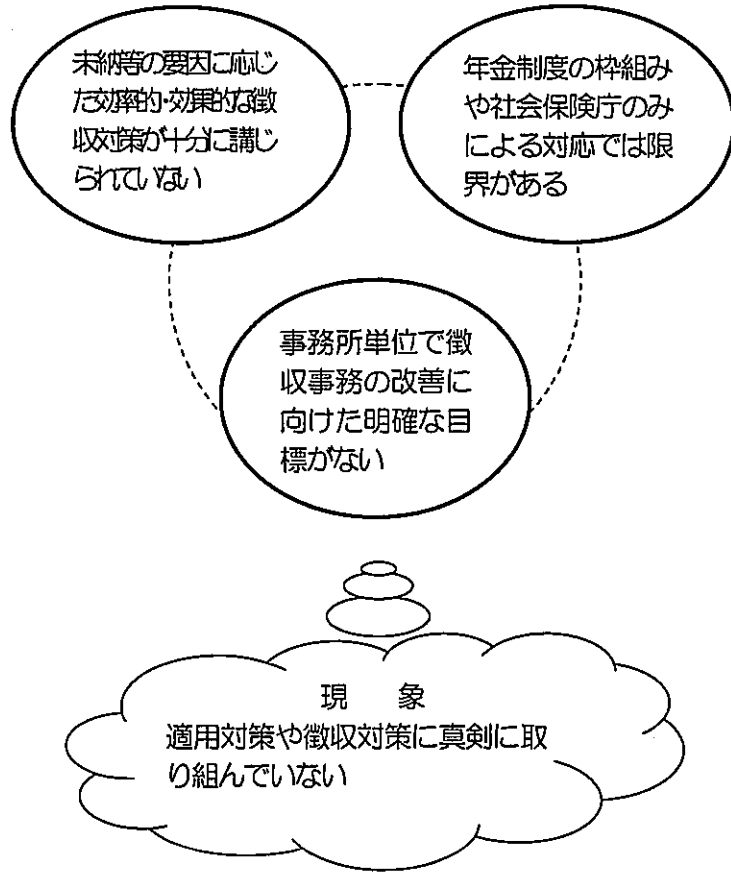 未納等の要因に応じ
た効率的・効果的な徴
収対策が十分に講じ
られていない
年金制度の枠組み
や社会保険庁のみ
による対応では限
界がある
事務所単位で徴
収事務の改善に
向けた明確な目
標がない
現　象
適用対策や徴収対策に真剣に取
り組んでいない